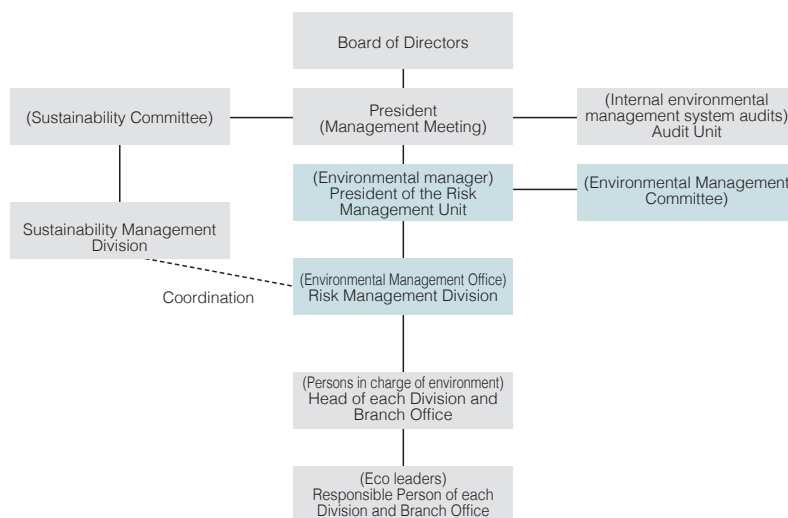 Board of Directors
(Sustainability Committee)
President
(Management Meeting)
(Internal environmental
management system audits)
Audit Unit
(Environmental manager)
President of the Risk
Management Unit
(Environmental Management
Committee)
Sustainability Management
Division
Coordination
(Environmental Management Office)
Risk Management Division
(Persons in charge of environment)
Head of each Division and
Branch Office
(Eco leaders)
Responsible Person of each
Division and Branch Office